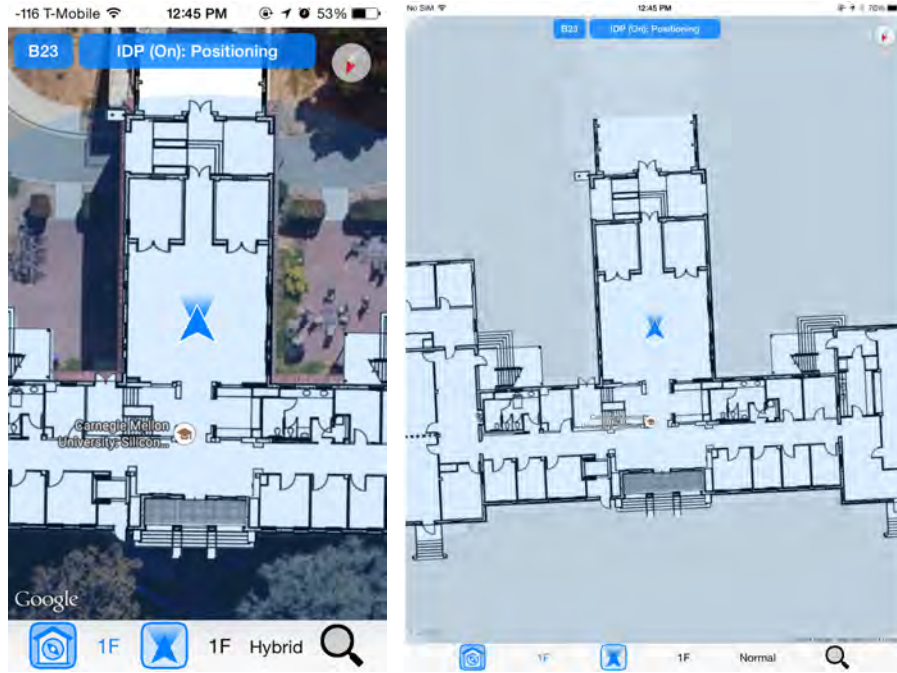 -116 T-Mobile 12:45 PM 53%
B23 IDP (On): Positioning
Carnegie Mellon
University: Silicon...
Google
1F 1F Hybrid
No SIM 12:45 PM 70%
B23 IDP (On): Positioning
1F 1F Normal